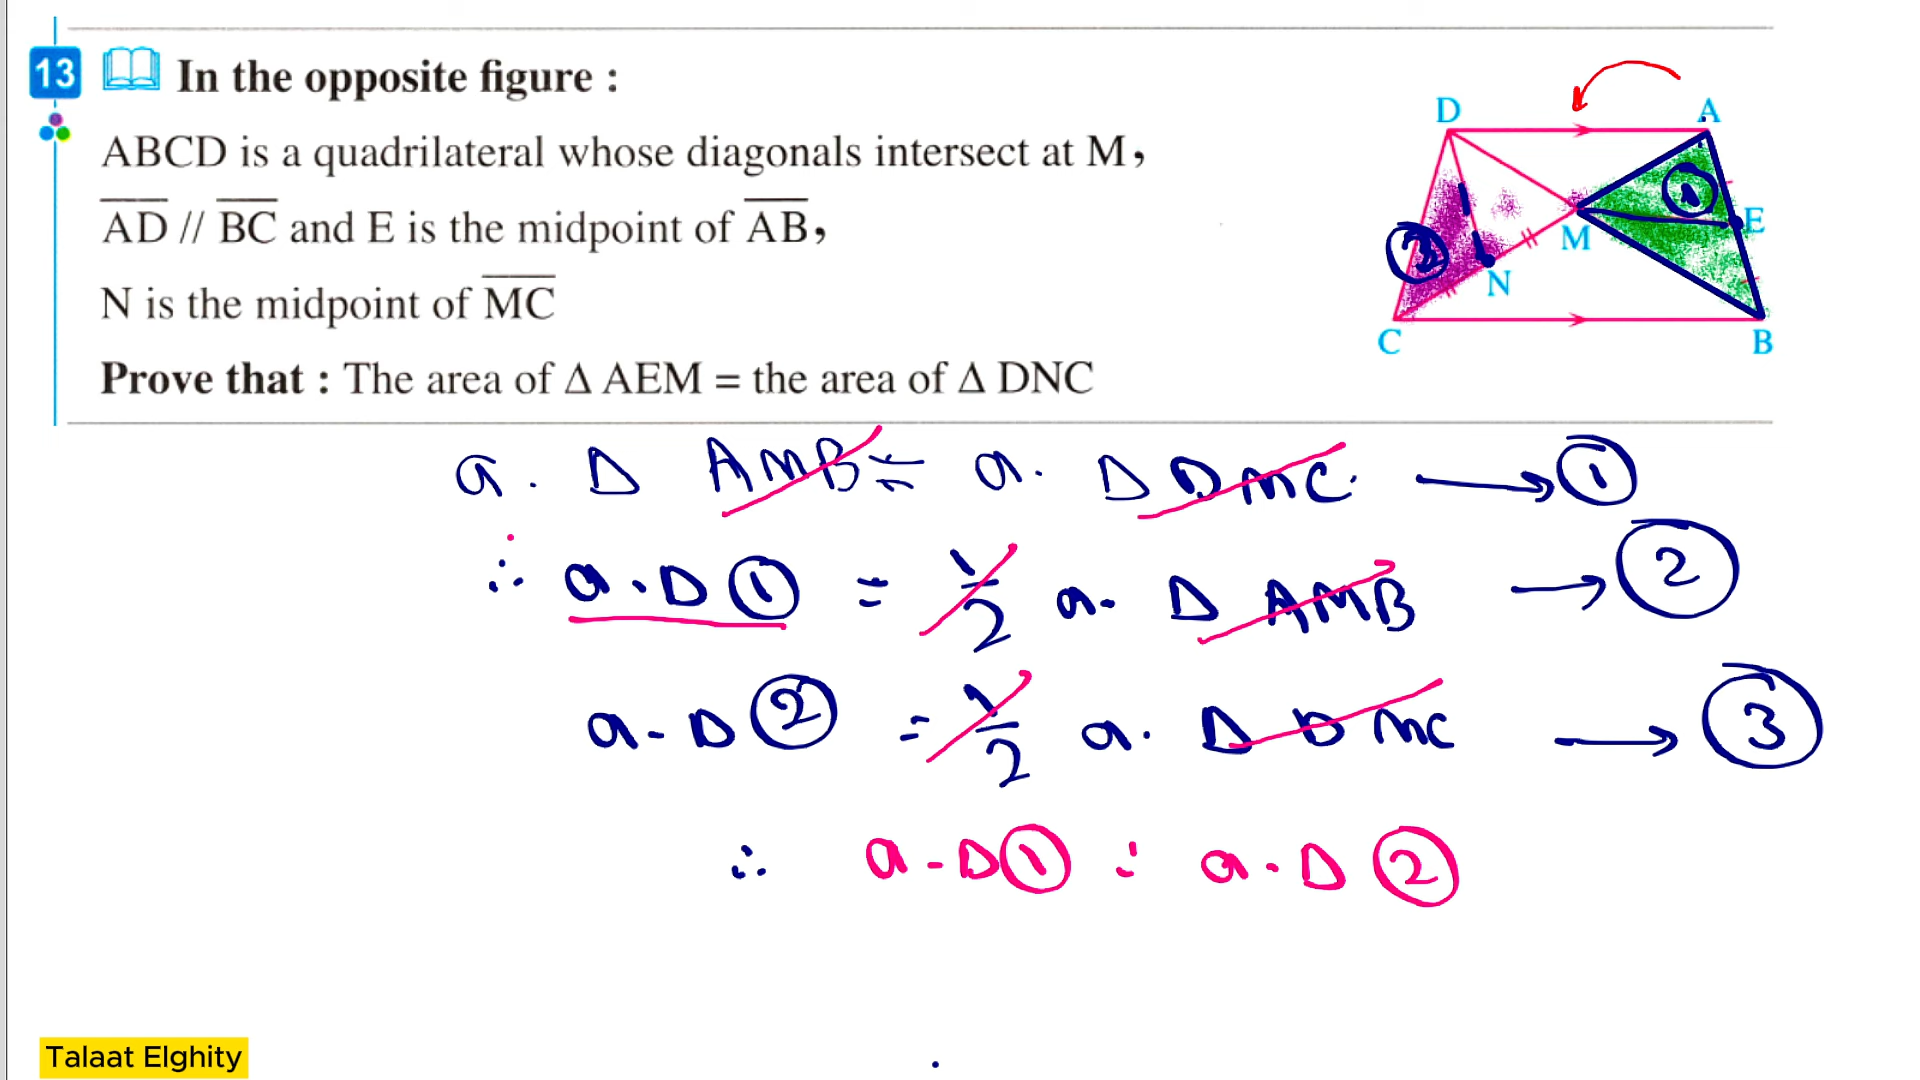 13 In the opposite figure :
ABCD is a quadrilateral whose diagonals intersect at M,
AD // BC and E is the midpoint of AB,
N is the midpoint of MC
Prove that : The area of Δ AEM = the area of Δ DNC
D A
1
E
2 M
N
C B
a. Δ AMB = a. Δ DMC → ①
∴ a. Δ ① = 1/2 a. Δ AMB → ②
a. Δ ② = 1/2 a. Δ DMC → ③
∴ a. Δ ① = a. Δ ②
Talaat Elghity